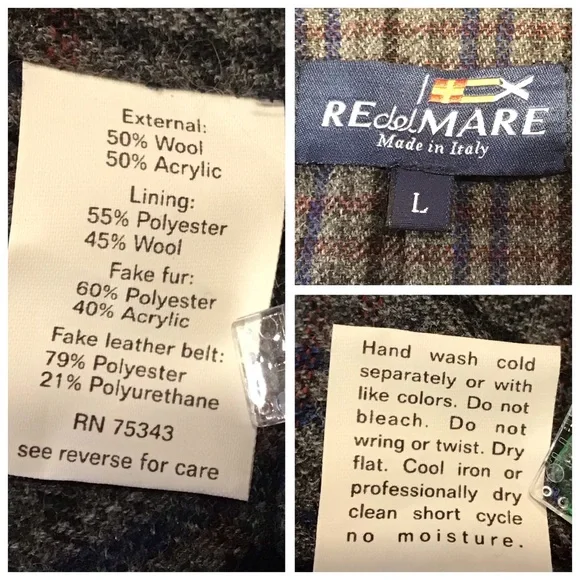 External:
50% Wool
50% Acrylic
Lining:
55% Polyester
45% Wool
Fake fur:
60% Polyester
40% Acrylic
Fake leather belt:
79% Polyester
21% Polyurethane
RN 75343
see reverse for care
REdelMARE
Made in Italy
L
Hand wash cold
separately or with
like colors. Do not
bleach. Do not
wring or twist. Dry
flat. Cool iron or
professionally dry
clean short cycle
no moisture.